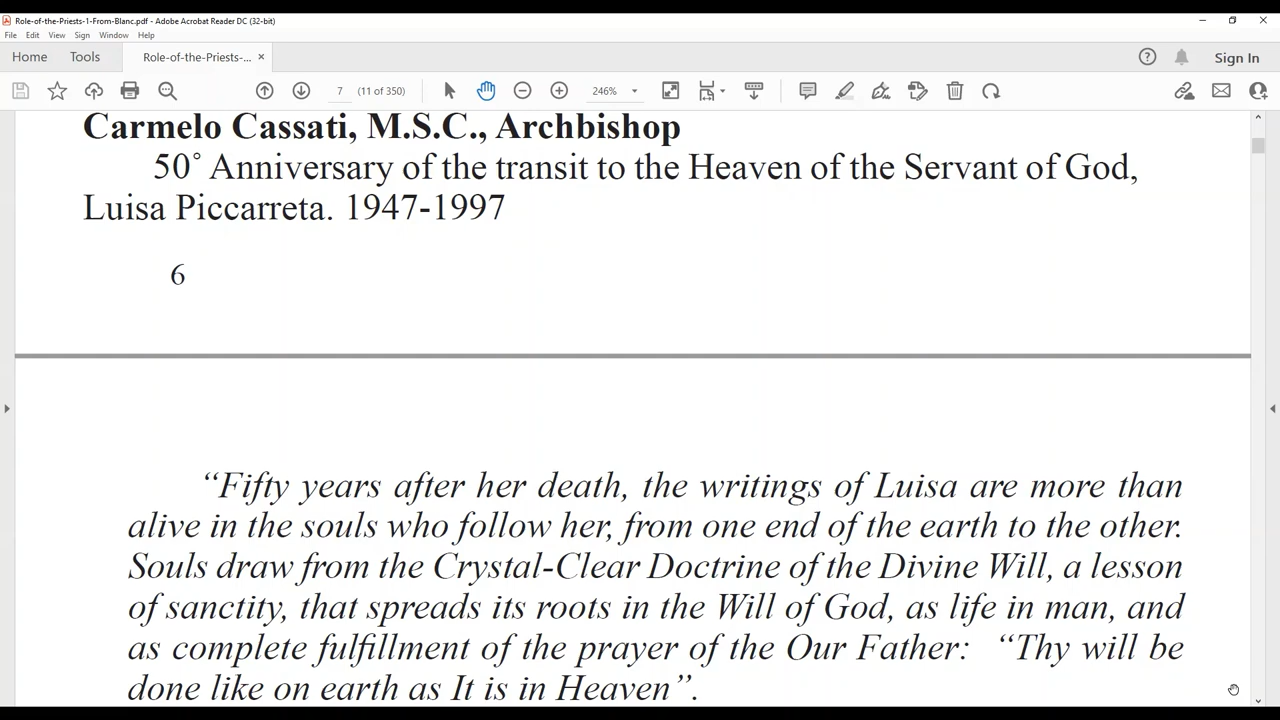 Role-of-the-Priests-1-From-Blanc.pdf - Adobe Acrobat Reader DC (32-bit)
File Edit View Sign Window Help
Home Tools Role-of-the-Priests-... × Sign In
7 (11 of 350) 246%
Carmelo Cassati, M.S.C., Archbishop
50° Anniversary of the transit to the Heaven of the Servant of God,
Luisa Piccarreta. 1947-1997
6
“Fifty years after her death, the writings of Luisa are more than
alive in the souls who follow her, from one end of the earth to the other.
Souls draw from the Crystal-Clear Doctrine of the Divine Will, a lesson
of sanctity, that spreads its roots in the Will of God, as life in man, and
as complete fulfillment of the prayer of the Our Father: “Thy will be
done like on earth as It is in Heaven”.